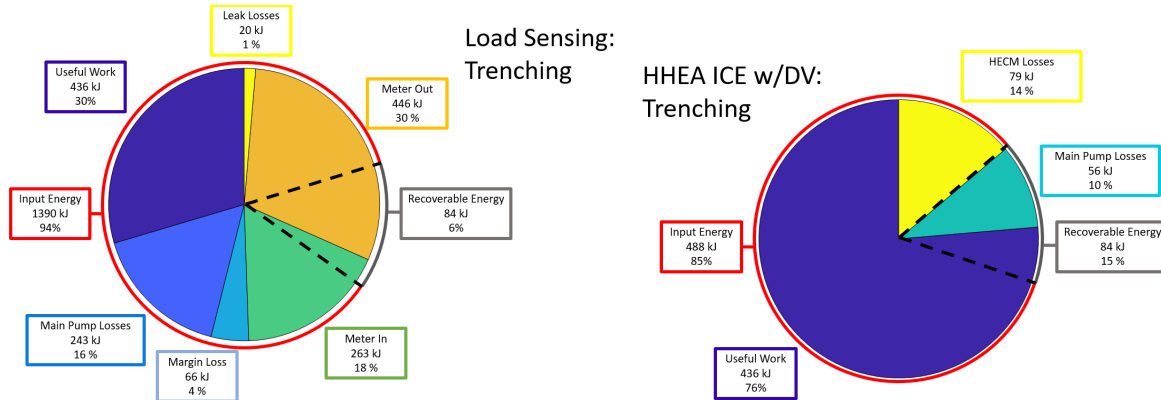 Load Sensing:
Trenching
Leak Losses
20 kJ
1 %
Useful Work
436 kJ
30%
Meter Out
446 kJ
30 %
Input Energy
1390 kJ
94%
Recoverable Energy
84 kJ
6%
Main Pump Losses
243 kJ
16 %
Margin Loss
66 kJ
4 %
Meter In
263 kJ
18 %
HHEA ICE w/DV:
Trenching
HECM Losses
79 kJ
14 %
Main Pump Losses
56 kJ
10 %
Input Energy
488 kJ
85%
Recoverable Energy
84 kJ
15 %
Useful Work
436 kJ
76%